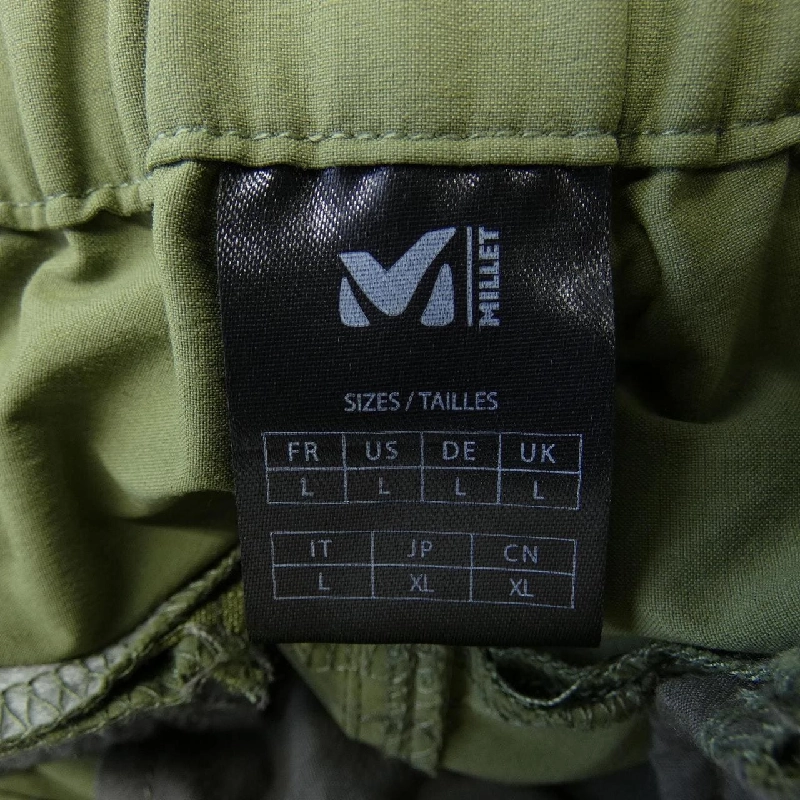 MILLET
SIZES / TAILLES
FR US DE UK
L L L L
IT JP CN
L XL XL